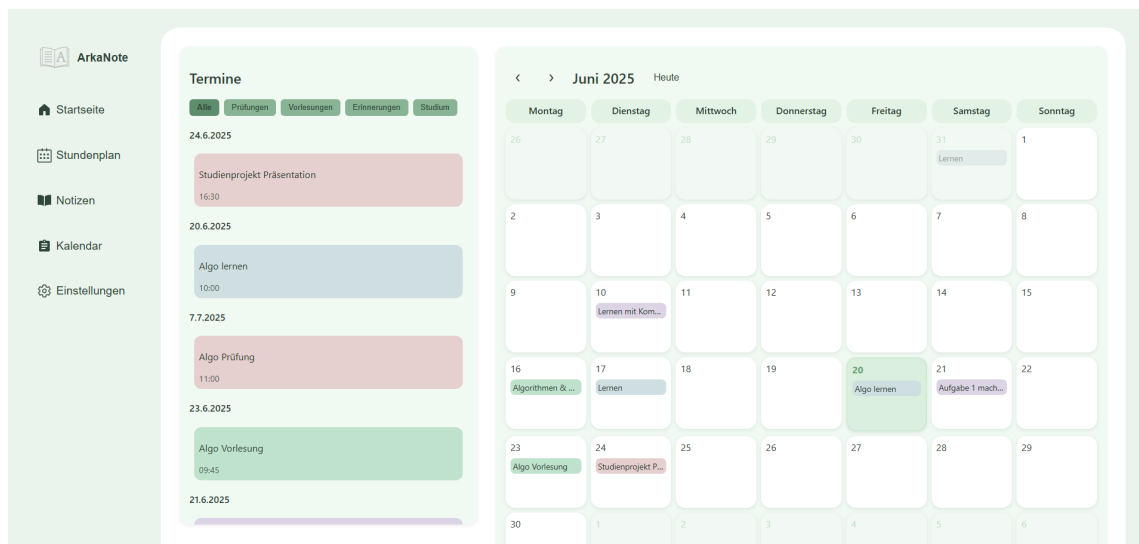 ArkaNote
Startseite
Stundenplan
Notizen
Kalendar
Einstellungen
Termine
Alle Prüfungen Vorlesungen Erinnerungen Studium
24.6.2025
Studienprojekt Präsentation
16:30
20.6.2025
Algo lernen
10:00
7.7.2025
Algo Prüfung
11:00
23.6.2025
Algo Vorlesung
09:45
21.6.2025
‹ › Juni 2025 Heute
Montag Dienstag Mittwoch Donnerstag Freitag Samstag Sonntag
26 27 28 29 30 31 1
Lernen
2 3 4 5 6 7 8
9 10 11 12 13 14 15
Lernen mit Kom...
16 17 18 19 20 21 22
Algorithmen & ... Lernen Algo lernen Aufgabe 1 mach...
23 24 25 26 27 28 29
Algo Vorlesung Studienprojekt P...
30 1 2 3 4 5 6